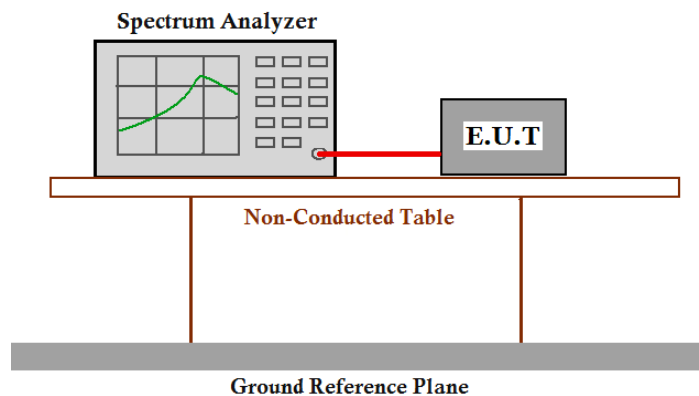 Spectrum Analyzer
E.U.T
Non-Conducted Table
Ground Reference Plane